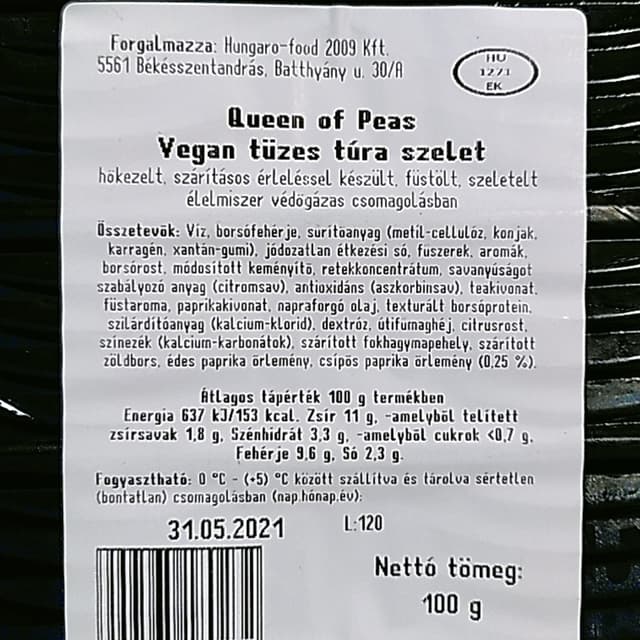 Forgalmazza: Hungaro-food 2009 Kft.
5561 Békésszentandrás, Batthyány u. 30/A
HU
1271
EK
Queen of Peas
Vegan tüzes túra szelet
hőkezelt, szárításos érleléssel készült, füstölt, szeletelt
élelmiszer védőgázas csomagolásban
Összetevők: Víz, borsófehérje, sűrítőanyag (metil-cellulóz, konjak,
karragén, xantán-gumi), jódozatlan étkezési só, fűszerek, aromák,
borsórost, módosított keményítő, retekkoncentrátum, savanyúságot
szabályozó anyag (citromsav), antioxidáns (aszkorbinsav), teakivonat,
füstaroma, paprikakivonat, napraforgó olaj, texturált borsóprotein,
szilárdítóanyag (kalcium-klorid), dextróz, útifűmaghéj, citrusrost,
színezék (kalcium-karbonátok), szárított fokhagymapehely, szárított
zöldbors, édes paprika őrlemény, csípős paprika őrlemény (0,25 %).
Átlagos tápérték 100 g termékben
Energia 637 kJ/153 kcal. Zsír 11 g, -amelyből telített
zsírsavak 1,8 g, Szénhidrát 3,3 g, -amelyből cukrok <0,7 g,
Fehérje 9,6 g, Só 2,3 g.
Fogyasztható: 0 °C - (+5) °C között szállítva és tárolva sértetlen
(bontatlan) csomagolásban (nap.hónap.év):
31.05.2021 L:120
Nettó tömeg:
100 g